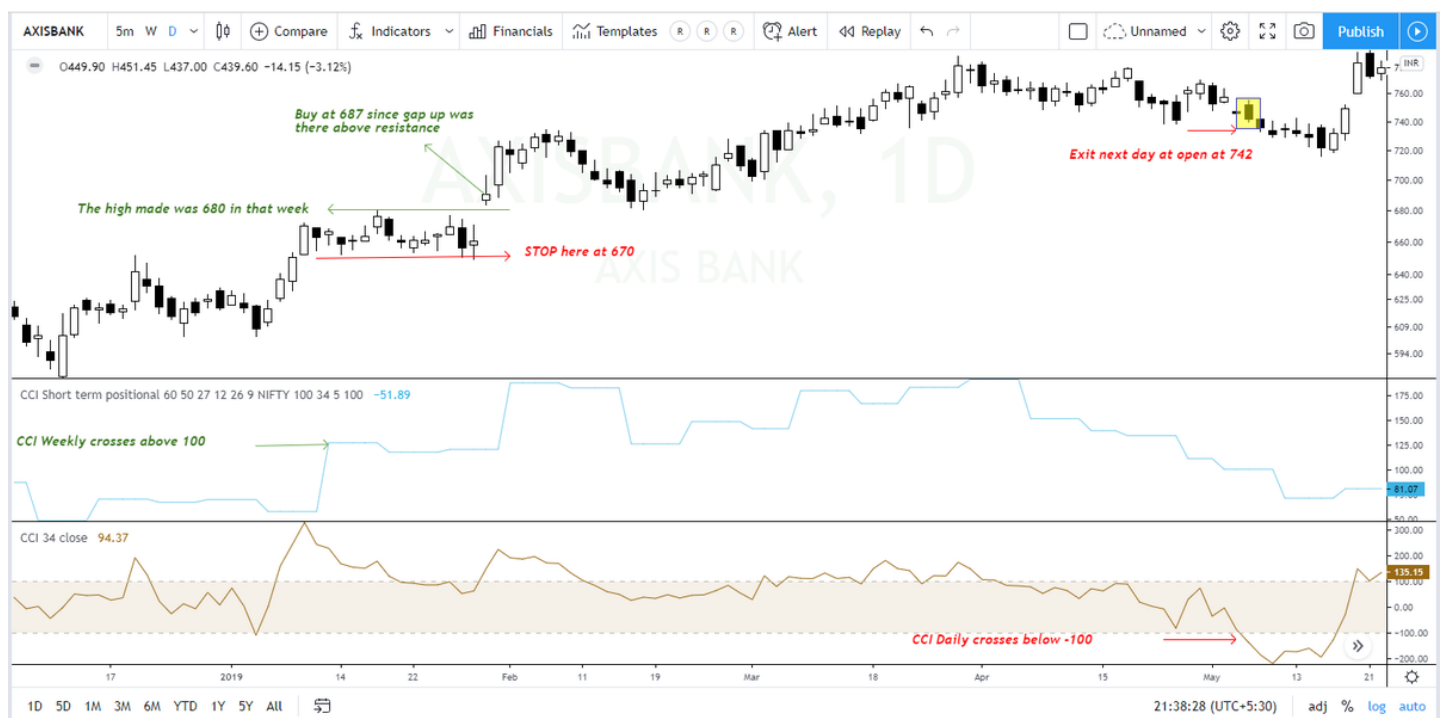 AXISBANK 5m W D Compare Indicators Financials Templates R R R Alert Replay Unnamed Publish
O449.90 H451.45 L437.00 C439.60 −14.15 (−3.12%)
INR
760.00
Buy at 687 since gap up was
there above resistance
740.00
Exit next day at open at 742
720.00
AXISBANK, 1D
700.00
The high made was 680 in that week
680.00
STOP here at 670
660.00
AXIS BANK
640.00
625.00
609.00
594.00
CCI Short term positional 60 50 27 12 26 9 NIFTY 100 34 5 100 −51.89
175.00
150.00
CCI Weekly crosses above 100
125.00
100.00
81.07
50.00
CCI 34 close 94.37
300.00
200.00
135.15
100.00
0.00
CCI Daily crosses below -100
−100.00
−200.00
17 2019 14 22 Feb 11 19 Mar 18 Apr 15 May 13 21
1D 5D 1M 3M 6M YTD 1Y 5Y All 21:38:28 (UTC+5:30) adj % log auto